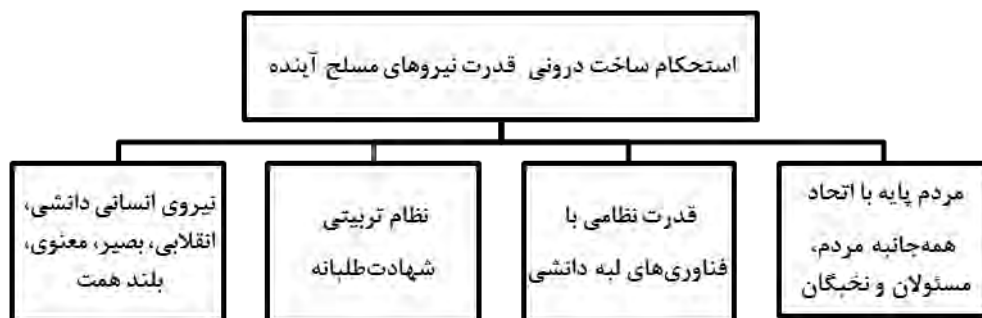 استحکام ساخت درونی قدرت نیروهای مسلح آینده
مردم پایه با اتحاد
همه‌جانبه مردم،
مسئولان و نخبگان
قدرت نظامی با
فناوری‌های لبه دانشی
نظام تربیتی
شهادت‌طلبانه
نیروی انسانی دانشی،
انقلابی، بصیر، معنوی،
بلند همت